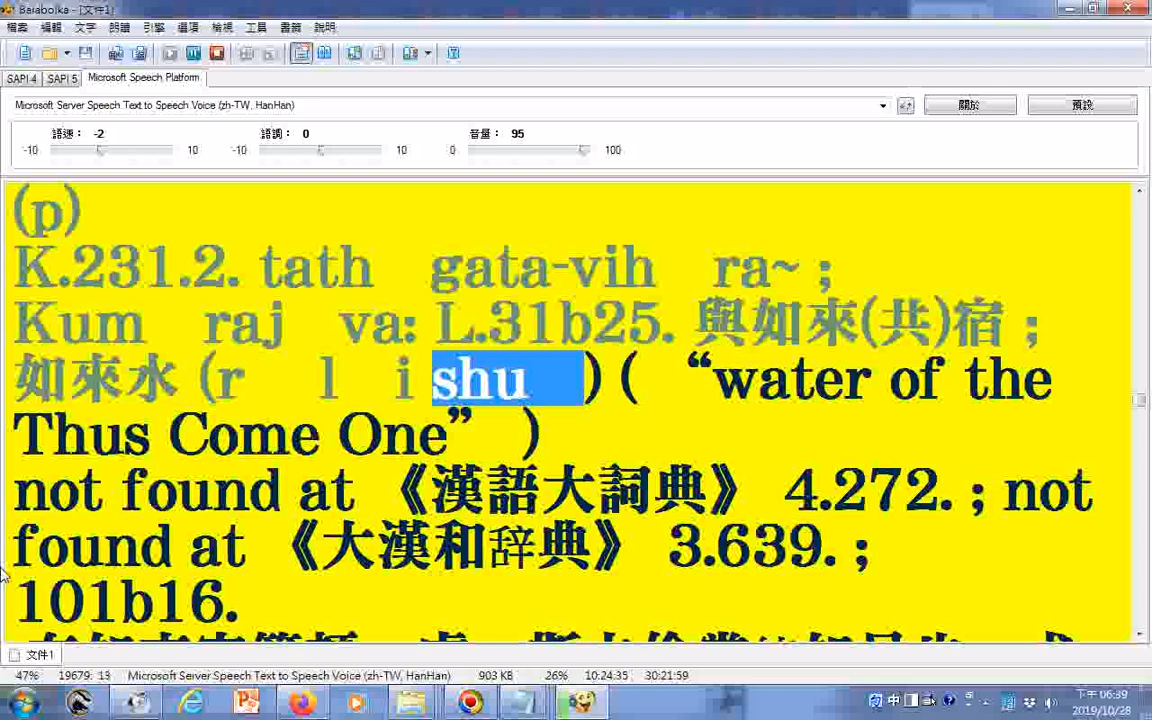 Balabolka - [文件1]
檔案 編輯 文字 朗讀 引擎 選項 檢視 工具 書籤 說明
SAPI 4 SAPI 5 Microsoft Speech Platform
Microsoft Server Speech Text to Speech Voice (zh-TW, HanHan) 關於 預設
語速： -2 語調： 0 音量： 95
-10 10 -10 10 0 100
(p)
K.231.2. tath gata-vih ra~ ;
Kum raj va: L.31b25. 與如來(共)宿 ;
如來水 (r l i shu )( “water of the
Thus Come One” )
not found at 《漢語大詞典》 4.272. ; not
found at 《大漢和辞典》 3.639. ;
101b16.
文件1
47% 19679: 13 Microsoft Server Speech Text to Speech Voice (zh-TW, HanHan) 903 KB 26% 10:24:35 30:21:59
中
下午 06:39
2019/10/28